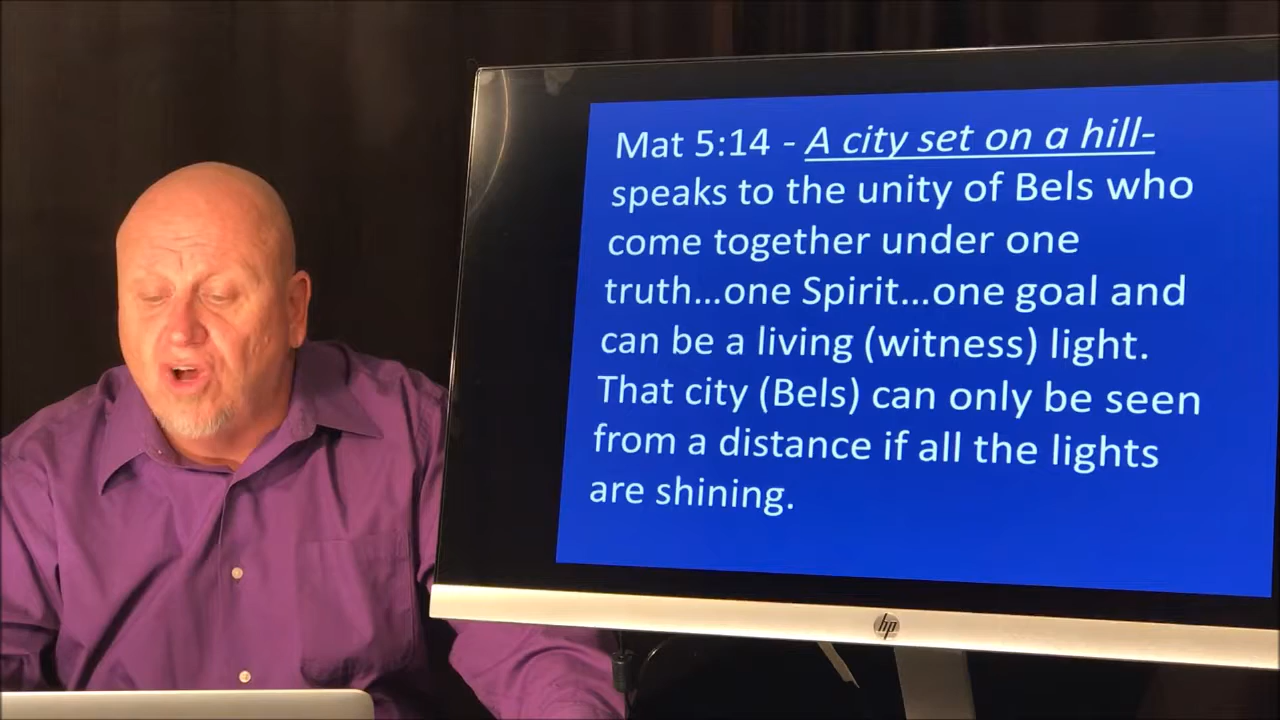 Mat 5:14 - A city set on a hill-
speaks to the unity of Bels who
come together under one
truth...one Spirit...one goal and
can be a living (witness) light.
That city (Bels) can only be seen
from a distance if all the lights
are shining.
hp